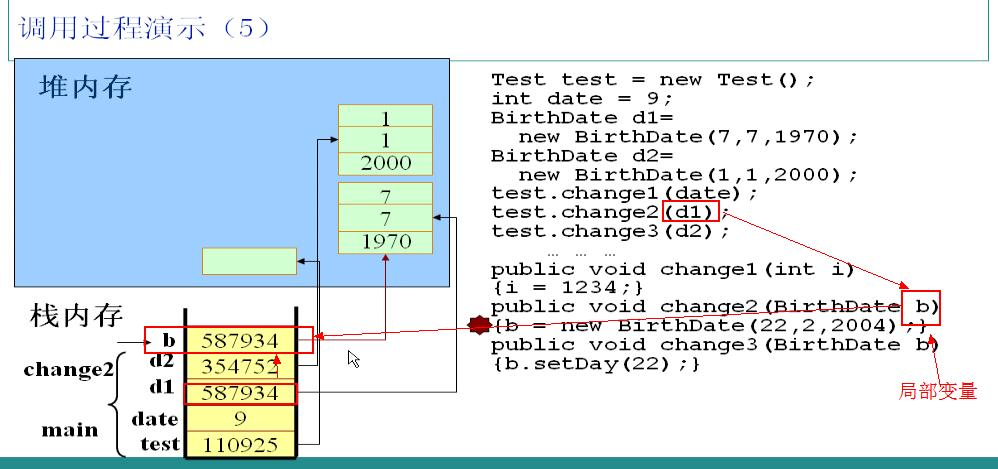 调用过程演示（5）
堆内存
1
1
2000
7
7
1970
栈内存
b 587934
d2 354752
change2
d1 587934
date 9
main
test 110925
Test test = new Test();
int date = 9;
BirthDate d1=
new BirthDate(7,7,1970);
BirthDate d2=
new BirthDate(1,1,2000);
test.change1(date);
test.change2(d1);
test.change3(d2);
… … …
public void change1(int i)
{i = 1234;}
public void change2(BirthDate b)
{b = new BirthDate(22,2,2004);}
public void change3(BirthDate b)
{b.setDay(22);}
局部变量